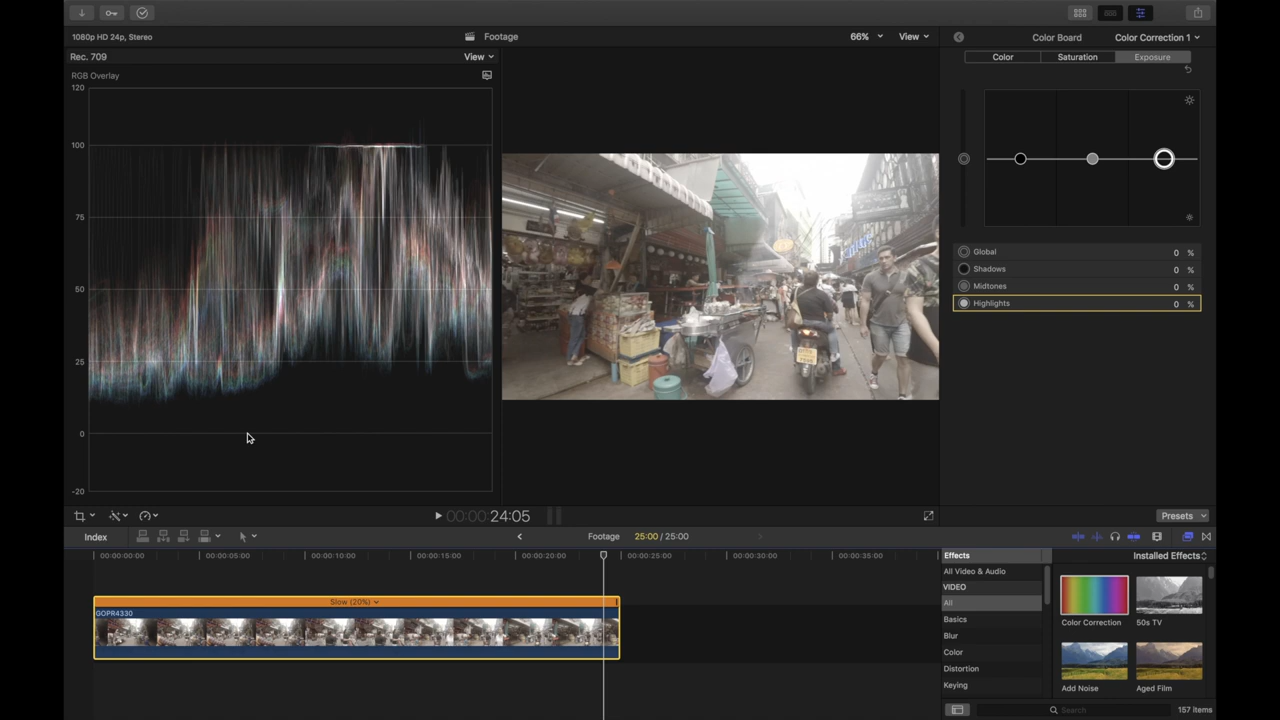 1080p HD 24p, Stereo
Footage
66%
View
Color Board
Color Correction 1
Rec. 709
View
Color
Saturation
Exposure
RGB Overlay
120
100
75
50
25
0
-20
Global 0 %
Shadows 0 %
Midtones 0 %
Highlights 0 %
00:00:24:05
Presets
Index
Footage
25:00 / 25:00
00:00:00:00
00:00:05:00
00:00:10:00
00:00:15:00
00:00:20:00
00:00:25:00
00:00:30:00
00:00:35:00
Effects
Installed Effects
All Video & Audio
VIDEO
All
Basics
Blur
Color
Distortion
Keying
Color Correction
50s TV
Add Noise
Aged Film
Slow (20%)
GOPR4330
Search
157 items